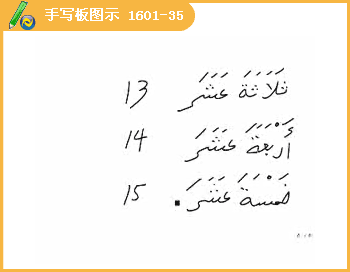 手写板图示 1601-35
13 ثَلَاثَةَ عَشَرَ
14 أَرْبَعَةَ عَشَرَ
15 خَمْسَةَ عَشَرَ.